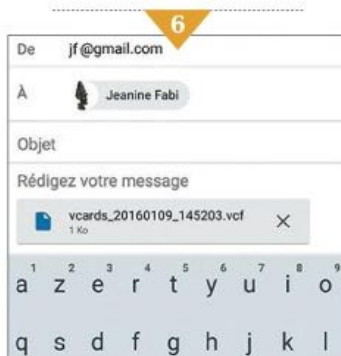 6
De jf@gmail.com
À Jeanine Fabi
Objet
Rédigez votre message
vcards_20160109_145203.vcf
1 Ko
1 2 3 4 5 6 7 8 9
a z e r t y u i o
q s d f g h j k l